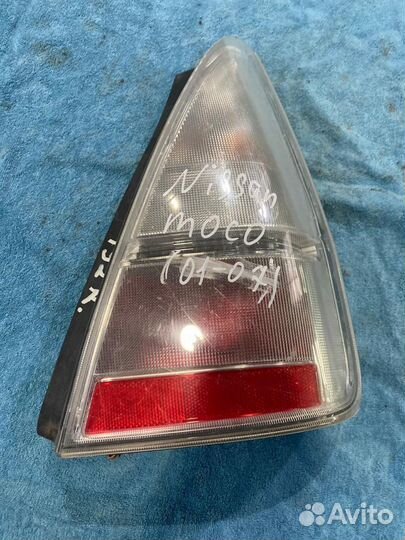 Nissan
moco
(01-07)
Avito